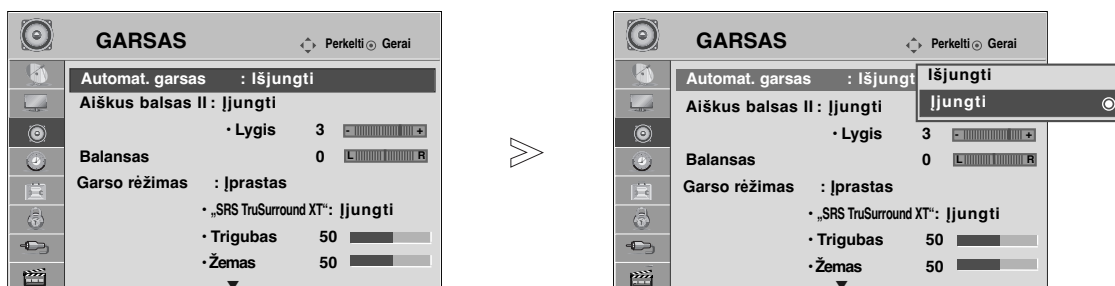 GARSAS Perkelti Gerai
Automat. garsas : Išjungti
Aiškus balsas II : Įjungti
• Lygis 3 - +
Balansas 0 L R
Garso rėžimas : Įprastas
• „SRS TruSurround XT“: Įjungti
• Trigubas 50
• Žemas 50
>
GARSAS Perkelti Gerai
Automat. garsas : Išjungt
Išjungti
Įjungti
Aiškus balsas II : Įjungti
• Lygis 3 - +
Balansas 0 L R
Garso rėžimas : Įprastas
• „SRS TruSurround XT“: Įjungti
• Trigubas 50
• Žemas 50